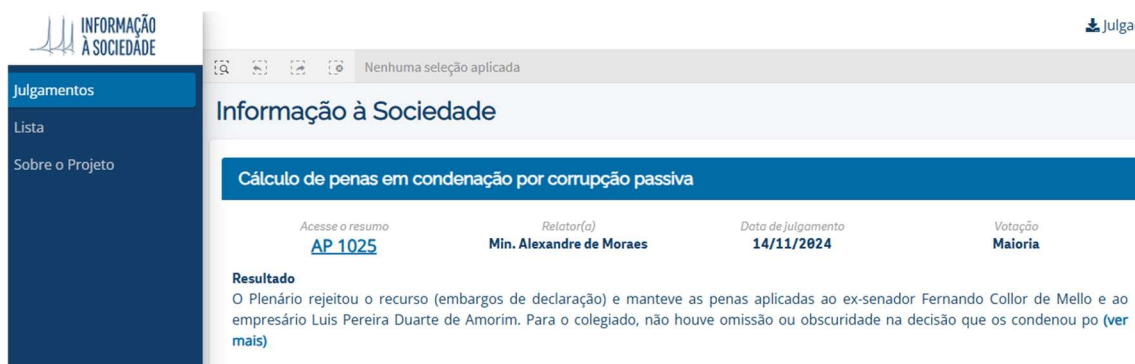 INFORMAÇÃO
À SOCIEDADE
Julga
Nenhuma seleção aplicada
Julgamentos
Lista
Sobre o Projeto
Informação à Sociedade
Cálculo de penas em condenação por corrupção passiva
Acesse o resumo Relator(a) Data de julgamento Votação
AP 1025 Min. Alexandre de Moraes 14/11/2024 Maioria
Resultado
O Plenário rejeitou o recurso (embargos de declaração) e manteve as penas aplicadas ao ex-senador Fernando Collor de Mello e ao
empresário Luis Pereira Duarte de Amorim. Para o colegiado, não houve omissão ou obscuridade na decisão que os condenou po (ver
mais)